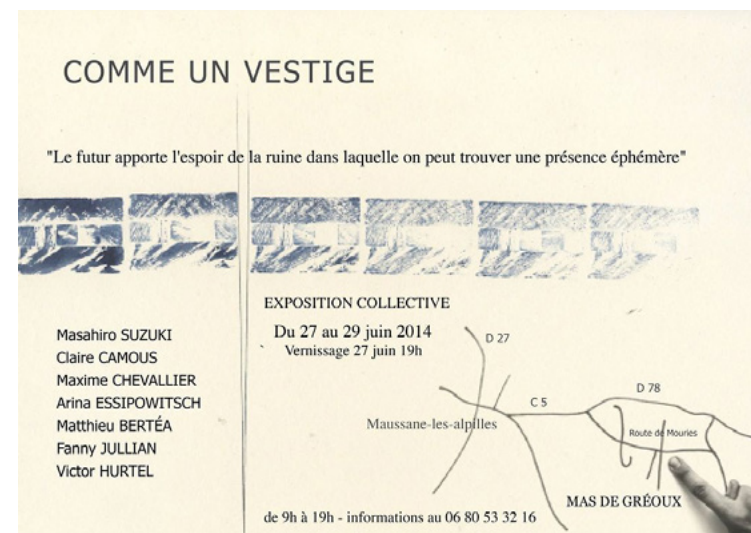 COMME UN VESTIGE
"Le futur apporte l'espoir de la ruine dans laquelle on peut trouver une présence éphémère"
EXPOSITION COLLECTIVE
Du 27 au 29 juin 2014
Vernissage 27 juin 19h
Masahiro SUZUKI
Claire CAMOUS
Maxime CHEVALLIER
Arina ESSIPOWITSCH
Matthieu BERTÉA
Fanny JULLIAN
Victor HURTEL
D 27
D 78
C 5
Maussane-les-alpilles
Route de Mouries
MAS DE GRÉOUX
de 9h à 19h - informations au 06 80 53 32 16